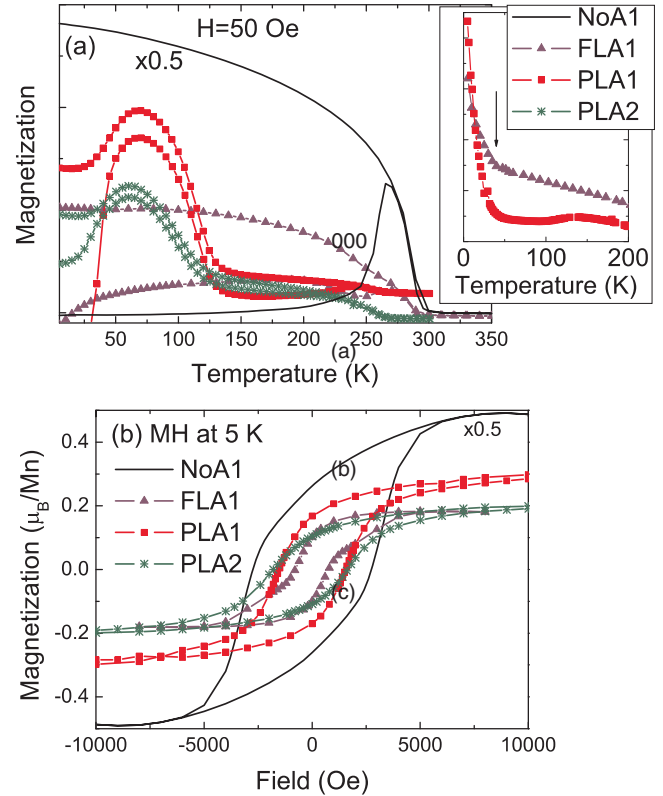 (a)
H=50 Oe
x0.5
000
Magnetization
50 100 150 200 250 300 350
(a)
Temperature (K)
NoA1
FLA1
PLA1
PLA2
0 50 100 150 200
Temperature (K)
(b) MH at 5 K
x0.5
NoA1
FLA1
PLA1
PLA2
(b)
(c)
Magnetization (μB/Mn)
0.4
0.2
0.0
-0.2
-0.4
-10000 -5000 0 5000 10000
Field (Oe)